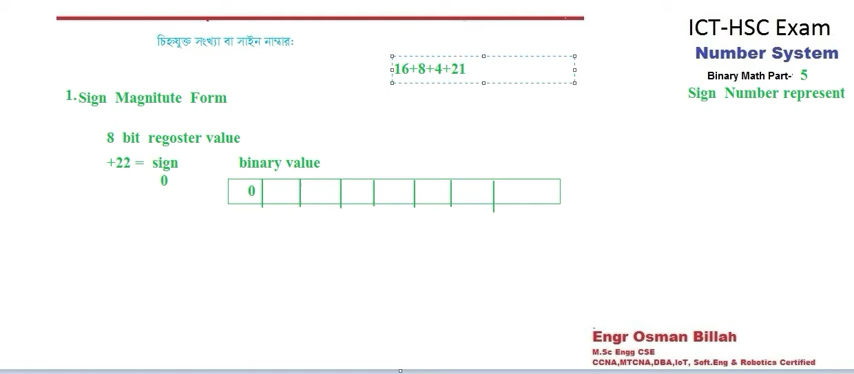 চিহ্নযুক্ত সংখ্যা বা সাইন নাম্বার:
16+8+4+21
1. Sign Magnitute Form
8 bit regoster value
+22 = sign binary value
0
0
ICT-HSC Exam
Number System
Binary Math Part- 5
Sign Number represent
Engr Osman Billah
M.Sc Engg CSE
CCNA,MTCNA,DBA,IoT, Soft.Eng & Robotics Certified